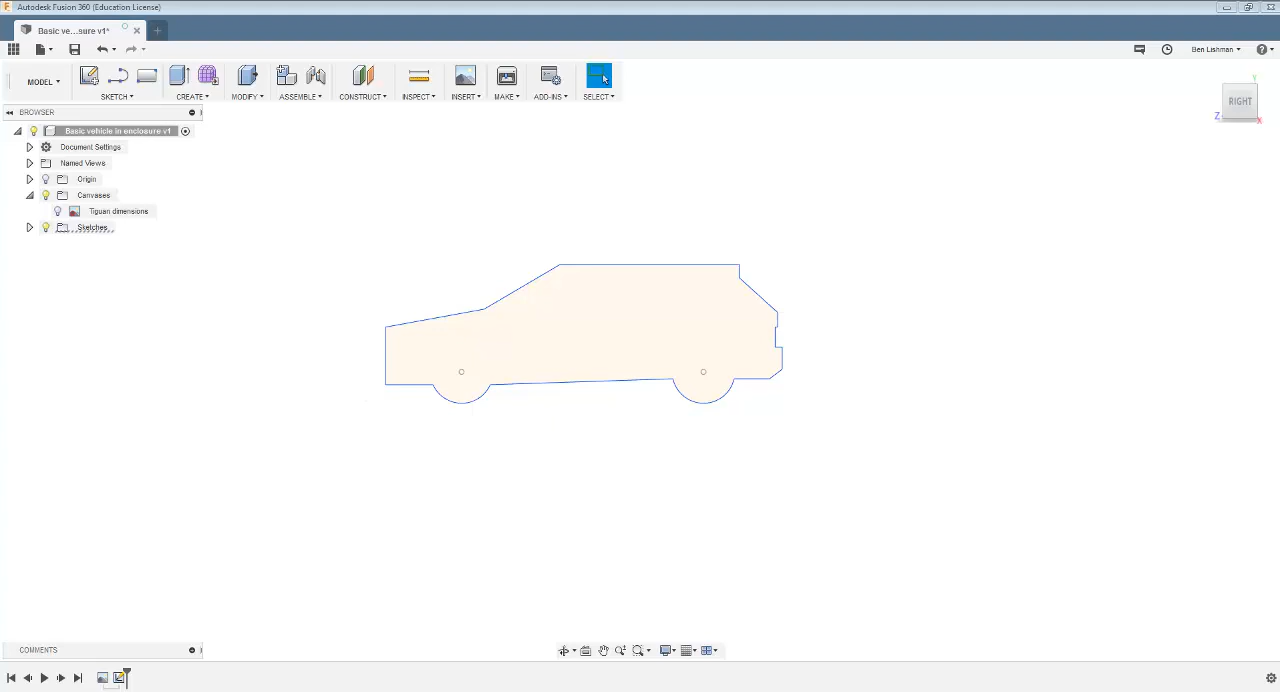 Autodesk Fusion 360 (Education License)
Basic ve...sure v1*
Ben Lishman
MODEL
SKETCH
CREATE
MODIFY
ASSEMBLE
CONSTRUCT
INSPECT
INSERT
MAKE
ADD-INS
SELECT
Y
RIGHT
Z
X
BROWSER
Basic vehicle in enclosure v1
Document Settings
Named Views
Origin
Canvases
Tiguan dimensions
Sketches
COMMENTS